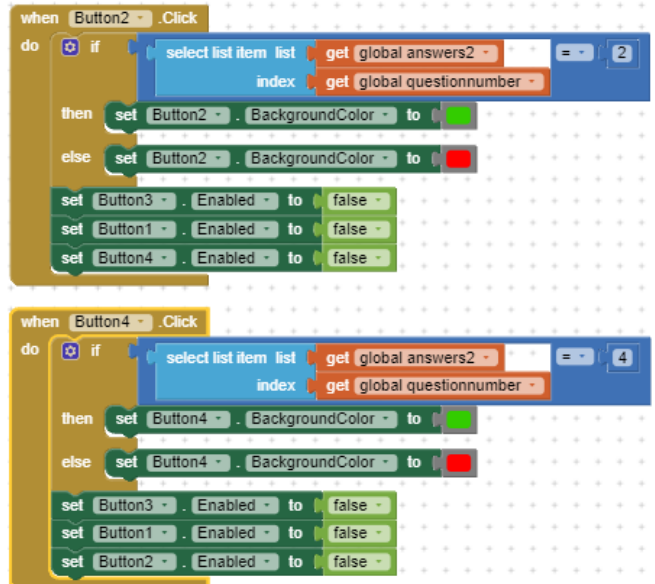 when Button2 .Click
do if select list item list get global answers2 = 2
index get global questionnumber
then set Button2 . BackgroundColor to
else set Button2 . BackgroundColor to
set Button3 . Enabled to false
set Button1 . Enabled to false
set Button4 . Enabled to false
when Button4 .Click
do if select list item list get global answers2 = 4
index get global questionnumber
then set Button4 . BackgroundColor to
else set Button4 . BackgroundColor to
set Button3 . Enabled to false
set Button1 . Enabled to false
set Button2 . Enabled to false